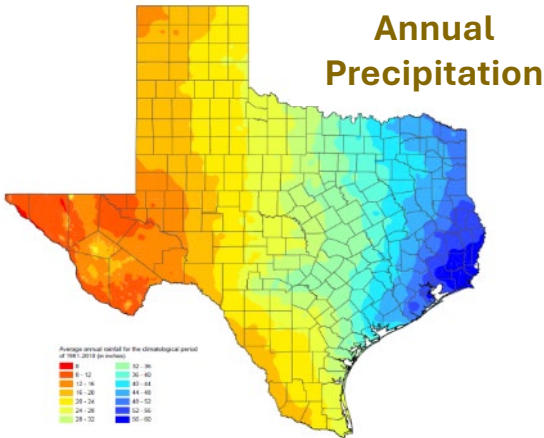 Annual
Precipitation
Average annual rainfall for the climatological period
of 1981-2010 (in inches)
8
8 - 12
12 - 16
16 - 20
20 - 24
24 - 28
28 - 32
32 - 36
36 - 40
40 - 44
44 - 48
48 - 52
52 - 56
56 - 60